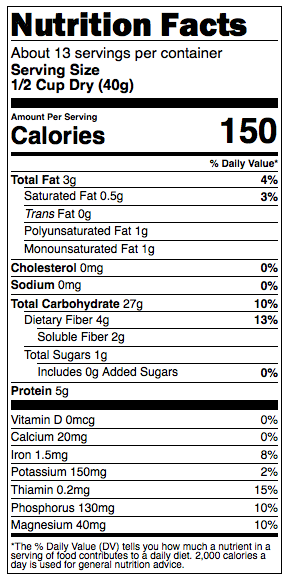 Nutrition Facts
About 13 servings per container
Serving Size
1/2 Cup Dry (40g)
Amount Per Serving
Calories 150
% Daily Value*
Total Fat 3g 4%
Saturated Fat 0.5g 3%
Trans Fat 0g
Polyunsaturated Fat 1g
Monounsaturated Fat 1g
Cholesterol 0mg 0%
Sodium 0mg 0%
Total Carbohydrate 27g 10%
Dietary Fiber 4g 13%
Soluble Fiber 2g
Total Sugars 1g
Includes 0g Added Sugars 0%
Protein 5g
Vitamin D 0mcg 0%
Calcium 20mg 0%
Iron 1.5mg 8%
Potassium 150mg 2%
Thiamin 0.2mg 15%
Phosphorus 130mg 10%
Magnesium 40mg 10%
*The % Daily Value (DV) tells you how much a nutrient in a
serving of food contributes to a daily diet. 2,000 calories a
day is used for general nutrition advice.